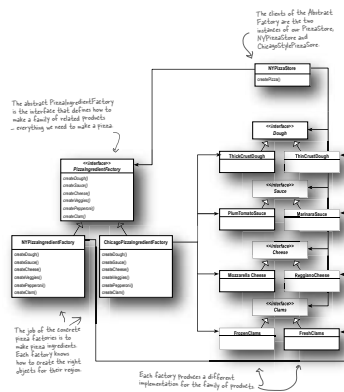 The clients of the Abstract
Factory are the two
instances of our PizzaStore,
NYPizzaStore and
ChicagoStylePizzaSore.
NYPizzaStore
createPizza()
The abstract PizzaIngredientFactory
is the interface that defines how to
make a family of related products
- everything we need to make a pizza.
<<interface>>
PizzaIngredientFactory
createDough()
createSauce()
createCheese()
createVeggies()
createPepperoni()
createClam()
NYPizzaIngredientFactory
createDough()
createSauce()
createCheese()
createVeggies()
createPepperoni()
createClam()
ChicagoPizzaIngredientFactory
createDough()
createSauce()
createCheese()
createVeggies()
createPepperoni()
createClam()
<<interface>>
Dough
ThickCrustDough
ThinCrustDough
<<interface>>
Sauce
PlumTomatoSauce
MarinaraSauce
<<interface>>
Cheese
Mozzarella Cheese
ReggianoCheese
<<interface>>
Clams
FrozenClams
FreshClams
The job of the concrete
pizza factories is to
make pizza ingredients.
Each factory knows
how to create the right
objects for their region.
Each factory produces a different
implementation for the family of products.